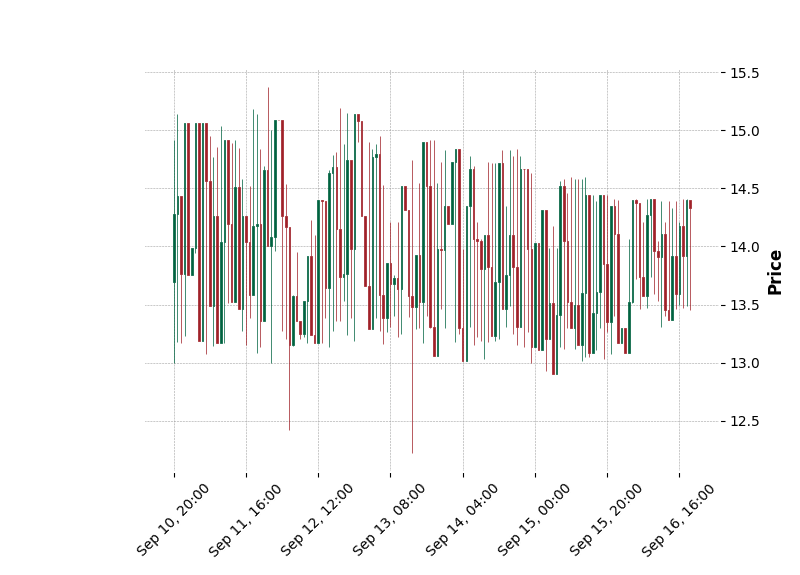 15.5
15.0
14.5
14.0
13.5
13.0
12.5
Price
Sep 10, 20:00
Sep 11, 16:00
Sep 12, 12:00
Sep 13, 08:00
Sep 14, 04:00
Sep 15, 00:00
Sep 15, 20:00
Sep 16, 16:00